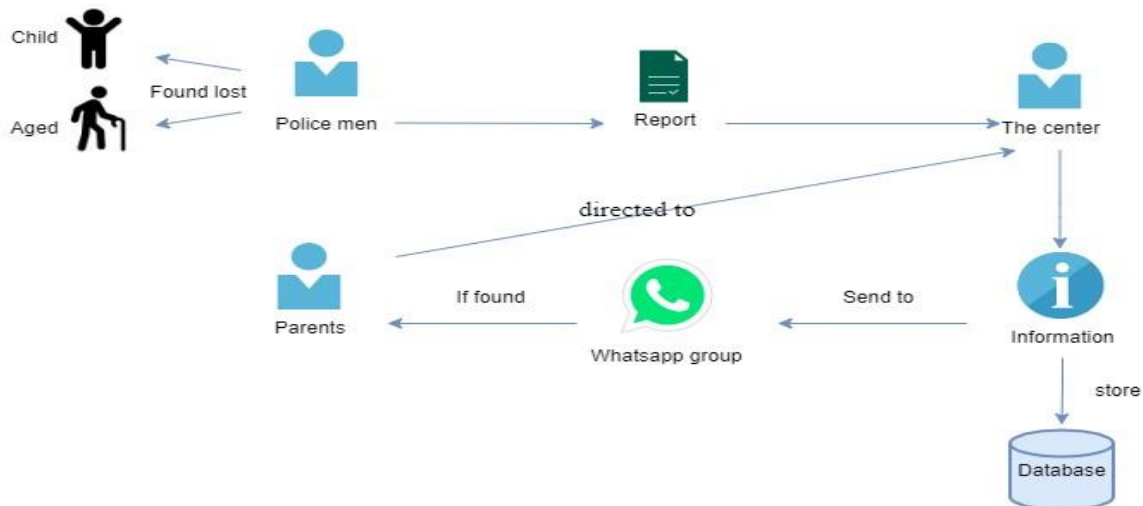 Child
Found lost
Aged
Police men
Report
The center
directed to
Parents
If found
Whatsapp group
Send to
Information
store
Database